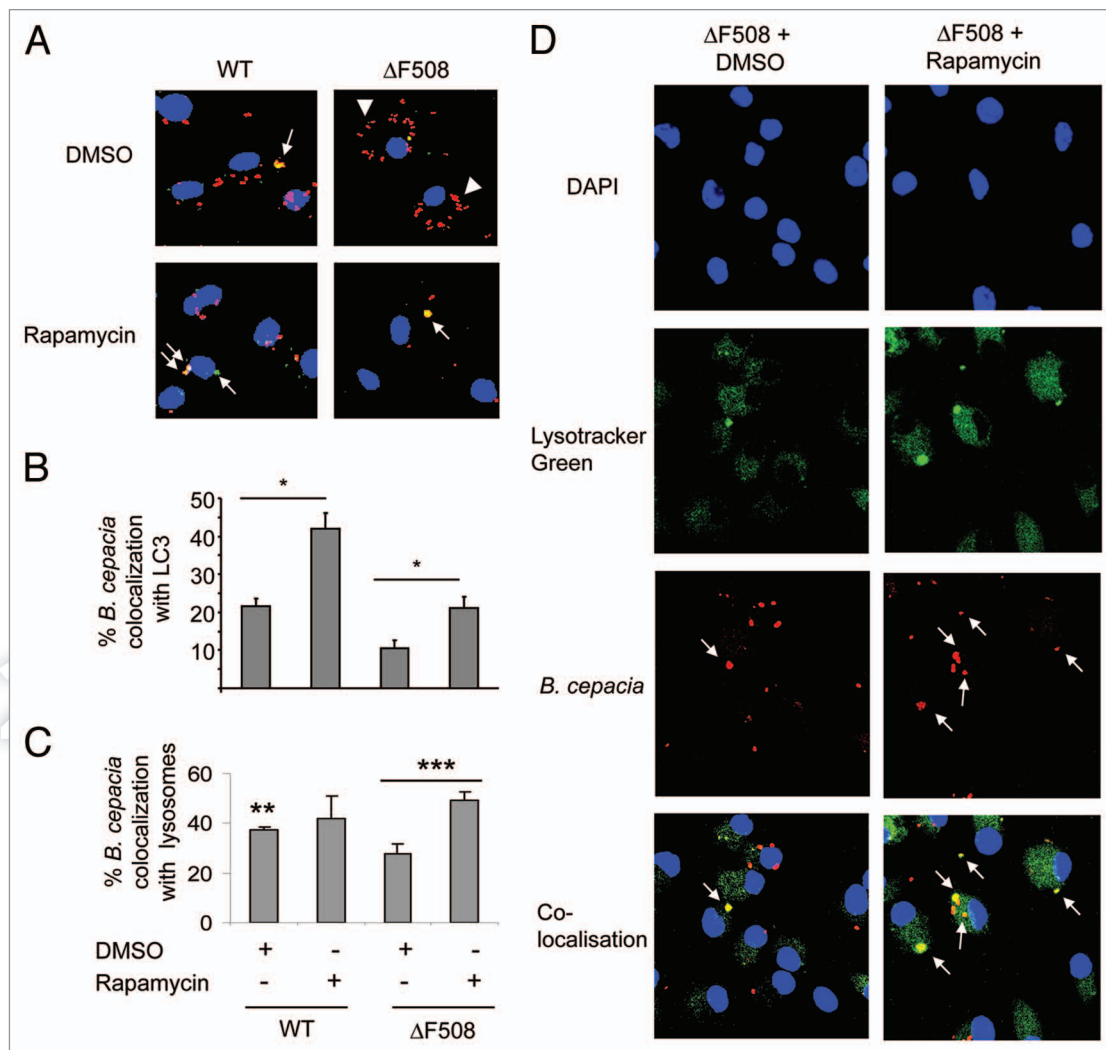 A
WT
ΔF508
DMSO
Rapamycin
B
% B. cepacia
colocalization
with LC3
50
40
30
20
10
*
*
C
% B. cepacia
colocalization
with lysosomes
60
40
20
0
**
***
DMSO
+
-
+
-
Rapamycin
-
+
-
+
WT
ΔF508
D
ΔF508 +
DMSO
ΔF508 +
Rapamycin
DAPI
Lysotracker
Green
B. cepacia
Co-
localisation